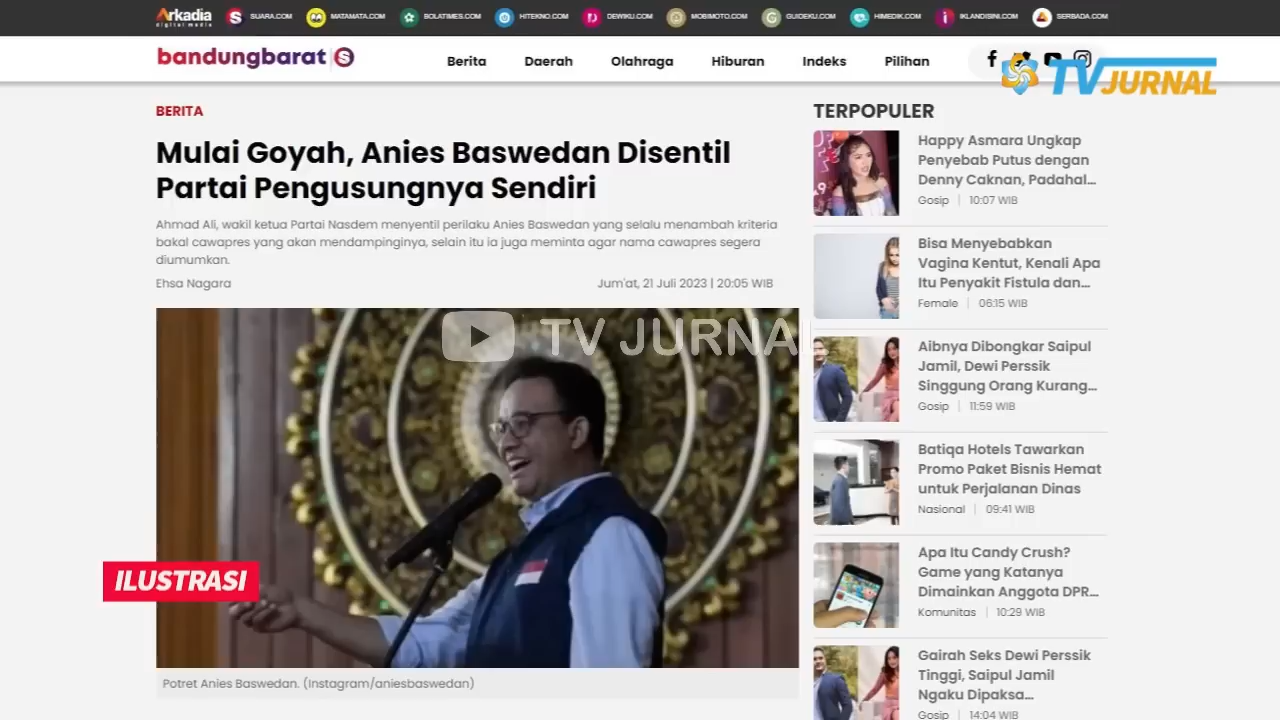 Arkadia
digital media
SUARA.COM
MATAMATA.COM
BOLATIMES.COM
HITEKNO.COM
DEWIKU.COM
MOBIMOTO.COM
GUIDEKU.COM
HIMEDIK.COM
IKLANDISINI.COM
SERBADA.COM
bandungbarat S
Berita
Daerah
Olahraga
Hiburan
Indeks
Pilihan
TV JURNAL
BERITA
Mulai Goyah, Anies Baswedan Disentil
Partai Pengusungnya Sendiri
Ahmad Ali, wakil ketua Partai Nasdem menyentil perilaku Anies Baswedan yang selalu menambah kriteria
bakal cawapres yang akan mendampinginya, selain itu ia juga meminta agar nama cawapres segera
diumumkan.
Ehsa Nagara
Jum'at, 21 Juli 2023 | 20:05 WIB
TV JURNAL
ILUSTRASI
Potret Anies Baswedan. (Instagram/aniesbaswedan)
TERPOPULER
Happy Asmara Ungkap
Penyebab Putus dengan
Denny Caknan, Padahal...
Gosip | 10:07 WIB
Bisa Menyebabkan
Vagina Kentut, Kenali Apa
Itu Penyakit Fistula dan...
Female | 06:15 WIB
Aibnya Dibongkar Saipul
Jamil, Dewi Perssik
Singgung Orang Kurang...
Gosip | 11:59 WIB
Batiqa Hotels Tawarkan
Promo Paket Bisnis Hemat
untuk Perjalanan Dinas
Nasional | 09:41 WIB
Apa Itu Candy Crush?
Game yang Katanya
Dimainkan Anggota DPR...
Komunitas | 10:29 WIB
Gairah Seks Dewi Perssik
Tinggi, Saipul Jamil
Ngaku Dipaksa...
Gosip | 14:04 WIB